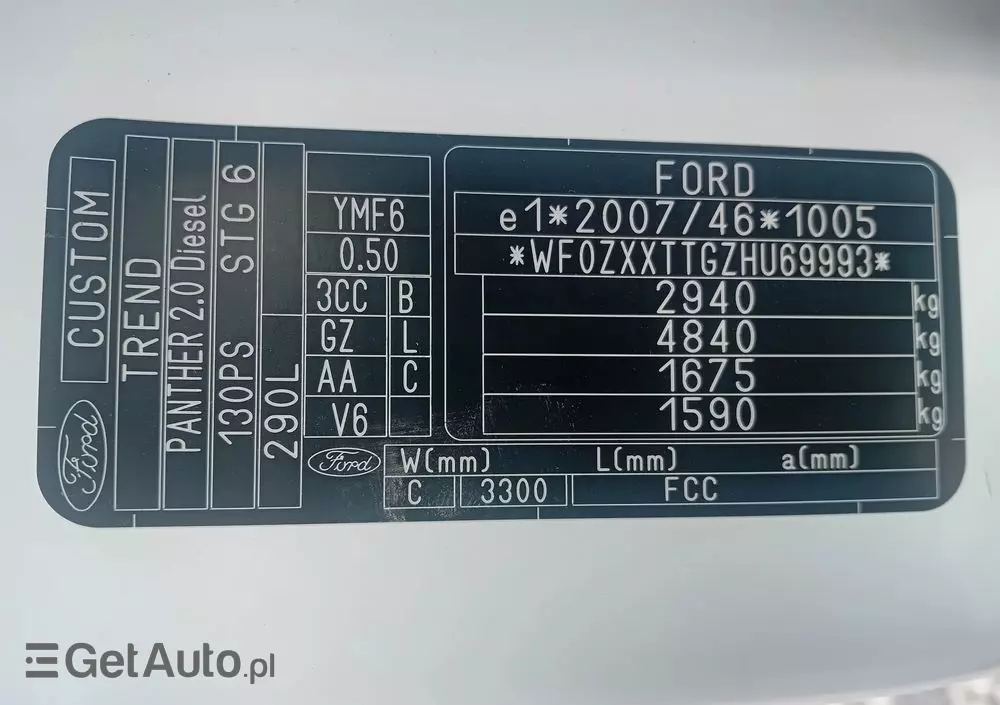 CUSTOM
Ford
TREND
PANTHER 2.0 Diesel
130PS STG 6
290L
YMF6
0.50
3CC B
GZ L
AA C
V6
FORD
e1*2007/46*1005
*WF0ZXXTTGZHU69993*
2940 kg
4840 kg
1675 kg
1590 kg
Ford W(mm) L(mm) a(mm)
C 3300 FCC
GetAuto.pl